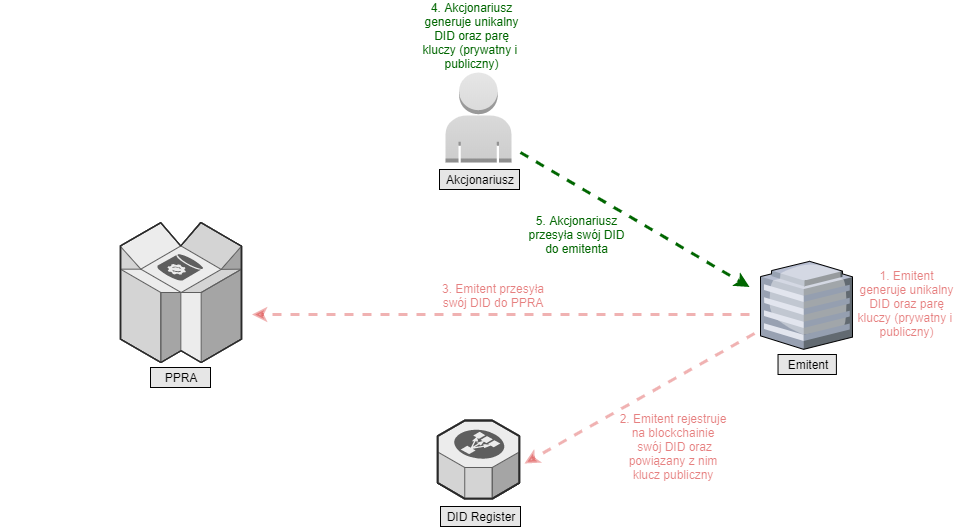 4. Akcjonariusz
generuje unikalny
DID oraz parę
kluczy (prywatny i
publiczny)
Akcjonariusz
5. Akcjonariusz
przesyła swój DID
do emitenta
1. Emitent
generuje unikalny
DID oraz parę
kluczy (prywatny i
publiczny)
3. Emitent przesyła
swój DID do PPRA
PPRA
Emitent
2. Emitent rejestruje
na blockchainie
swój DID oraz
powiązany z nim
klucz publiczny
DID Register